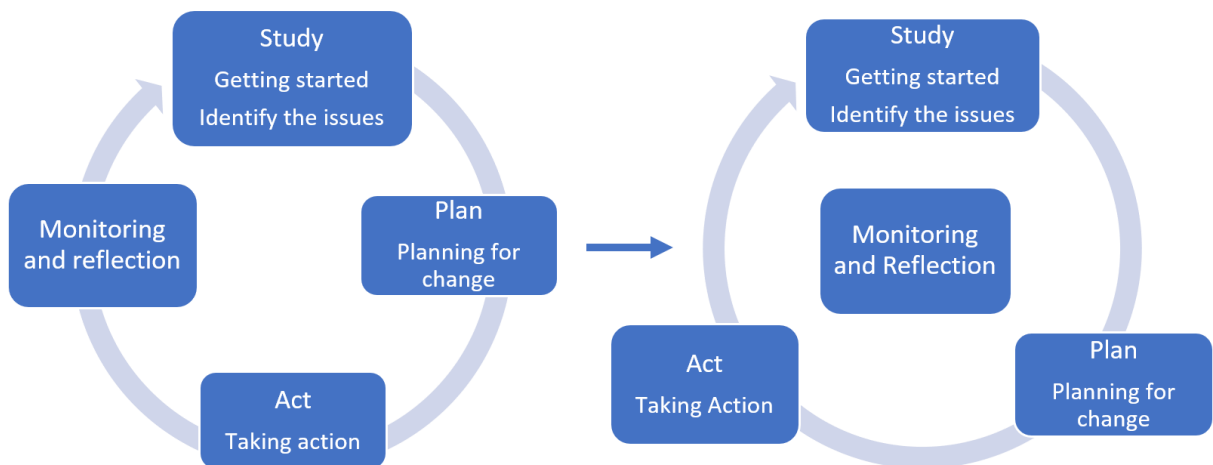 Study
Getting started
Identify the issues
Plan
Planning for
change
Act
Taking action
Monitoring
and reflection
Study
Getting started
Identify the issues
Monitoring
and Reflection
Plan
Planning for
change
Act
Taking Action